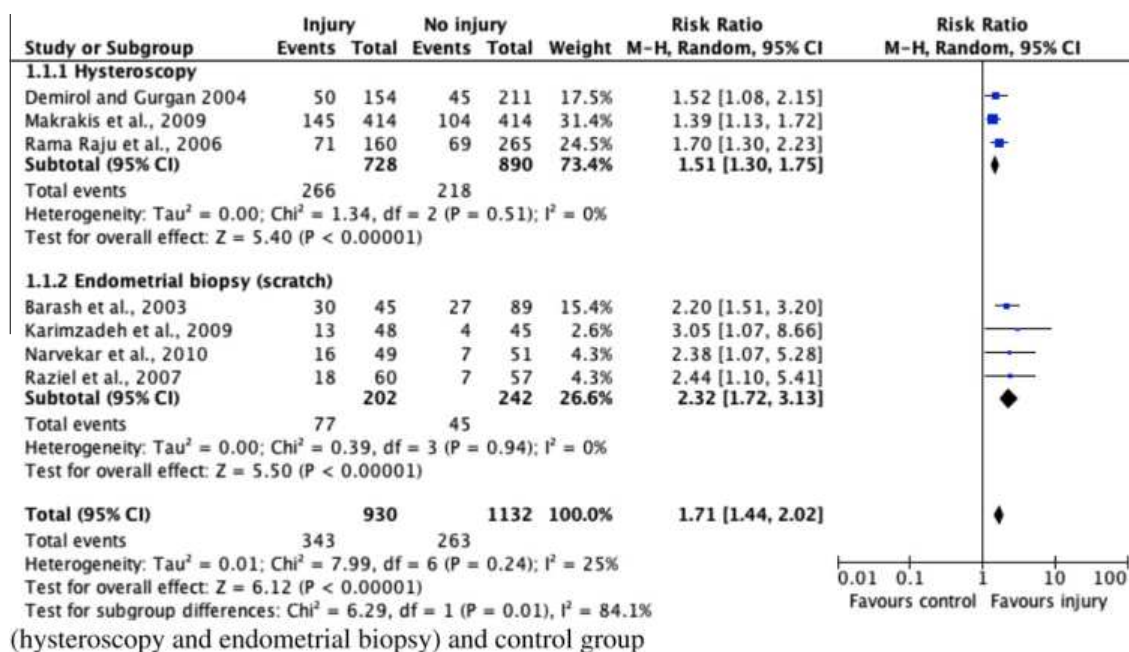 Injury No injury Risk Ratio Risk Ratio
Study or Subgroup Events Total Events Total Weight M-H, Random, 95% CI M-H, Random, 95% CI
1.1.1 Hysteroscopy
Demirol and Gurgan 2004 50 154 45 211 17.5% 1.52 [1.08, 2.15]
Makrakis et al., 2009 145 414 104 414 31.4% 1.39 [1.13, 1.72]
Rama Raju et al., 2006 71 160 69 265 24.5% 1.70 [1.30, 2.23]
Subtotal (95% CI) 728 890 73.4% 1.51 [1.30, 1.75]
Total events 266 218
Heterogeneity: Tau² = 0.00; Chi² = 1.34, df = 2 (P = 0.51); I² = 0%
Test for overall effect: Z = 5.40 (P < 0.00001)
1.1.2 Endometrial biopsy (scratch)
Barash et al., 2003 30 45 27 89 15.4% 2.20 [1.51, 3.20]
Karimzadeh et al., 2009 13 48 4 45 2.6% 3.05 [1.07, 8.66]
Narvekar et al., 2010 16 49 7 51 4.3% 2.38 [1.07, 5.28]
Raziel et al., 2007 18 60 7 57 4.3% 2.44 [1.10, 5.41]
Subtotal (95% CI) 202 242 26.6% 2.32 [1.72, 3.13]
Total events 77 45
Heterogeneity: Tau² = 0.00; Chi² = 0.39, df = 3 (P = 0.94); I² = 0%
Test for overall effect: Z = 5.50 (P < 0.00001)
Total (95% CI) 930 1132 100.0% 1.71 [1.44, 2.02]
Total events 343 263
Heterogeneity: Tau² = 0.01; Chi² = 7.99, df = 6 (P = 0.24); I² = 25%
Test for overall effect: Z = 6.12 (P < 0.00001)
Test for subgroup differences: Chi² = 6.29, df = 1 (P = 0.01), I² = 84.1%
0.01 0.1 1 10 100
Favours control Favours injury
(hysteroscopy and endometrial biopsy) and control group